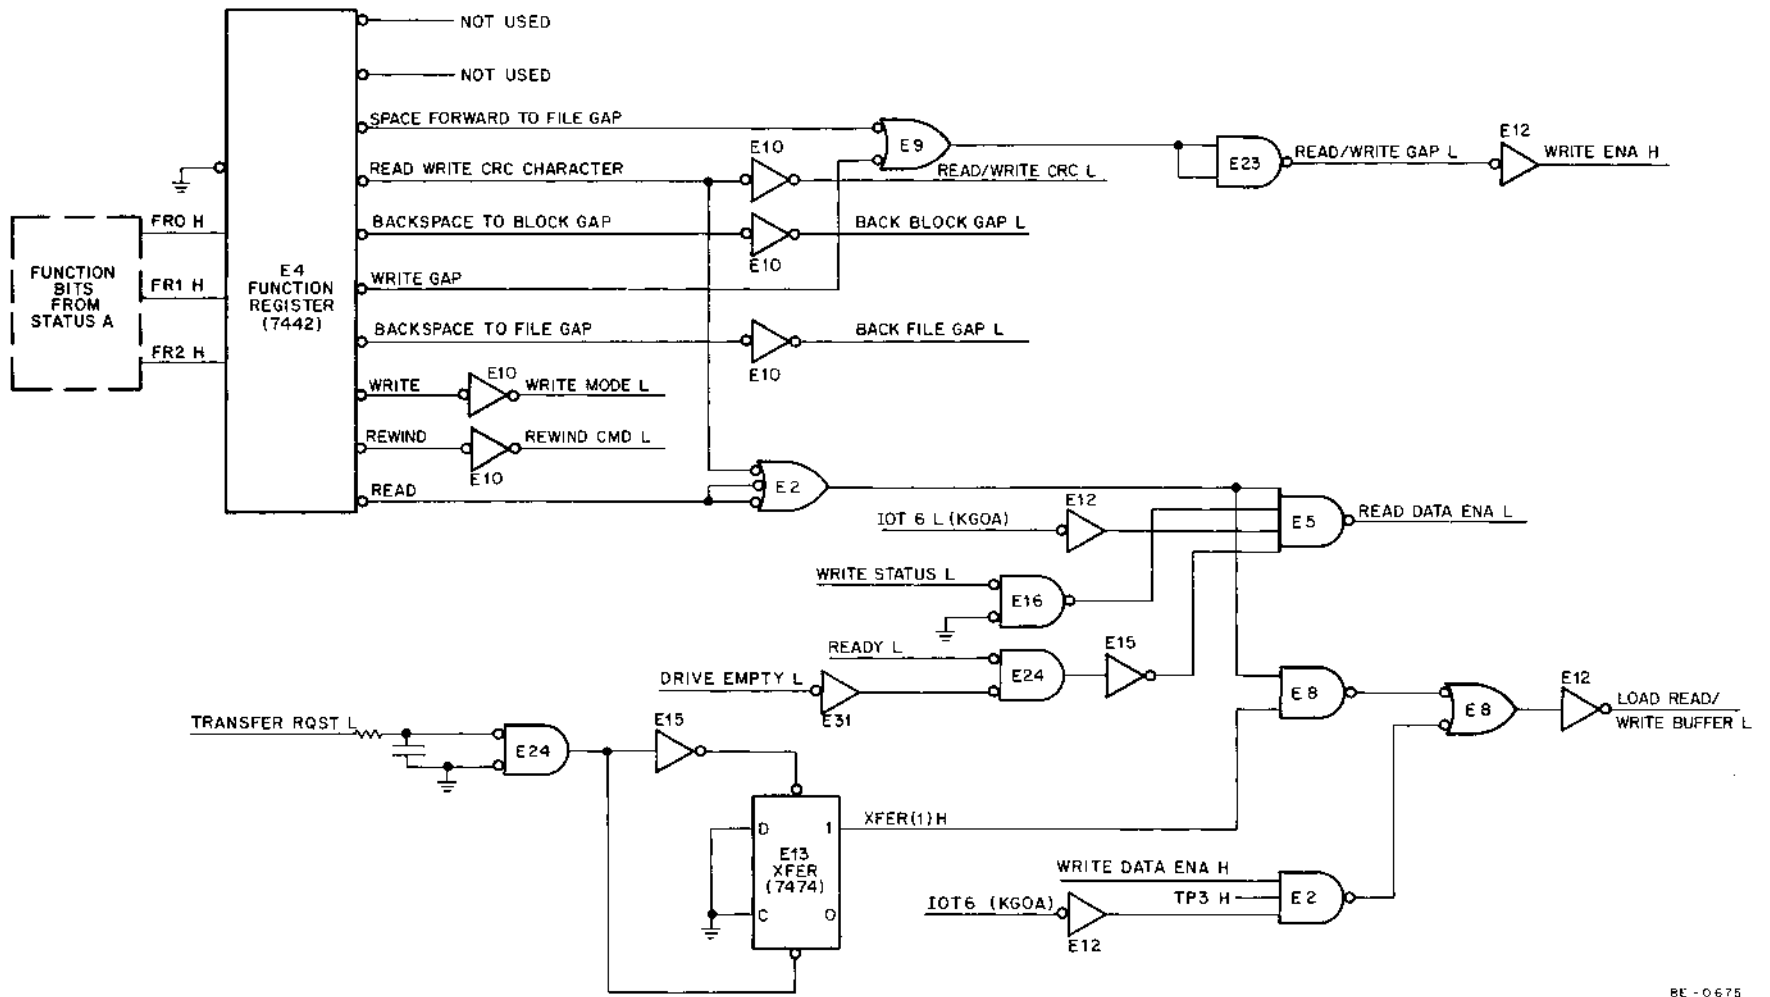 NOT USED
NOT USED
SPACE FORWARD TO FILE GAP
E9
E10
E12
READ WRITE CRC CHARACTER
READ/WRITE CRC L
E23
READ/WRITE GAP L
WRITE ENA H
FR0 H
BACKSPACE TO BLOCK GAP
BACK BLOCK GAP L
E10
FUNCTION
BITS
FROM
STATUS A
FR1 H
E4
FUNCTION
REGISTER
(7442)
WRITE GAP
FR2 H
BACKSPACE TO FILE GAP
BACK FILE GAP L
E10
WRITE
E10
WRITE MODE L
REWIND
REWIND CMD L
E10
READ
E2
IOT 6 L (KGOA)
E12
E5
READ DATA ENA L
WRITE STATUS L
E16
READY L
E24
E15
DRIVE EMPTY L
E31
E8
E8
E12
LOAD READ/
WRITE BUFFER L
TRANSFER RQST L
E24
E15
D
1
XFER(1) H
E13
XFER
(7474)
C
0
WRITE DATA ENA H
TP3 H
E2
IOT6 (KGOA)
E12
BE-0675